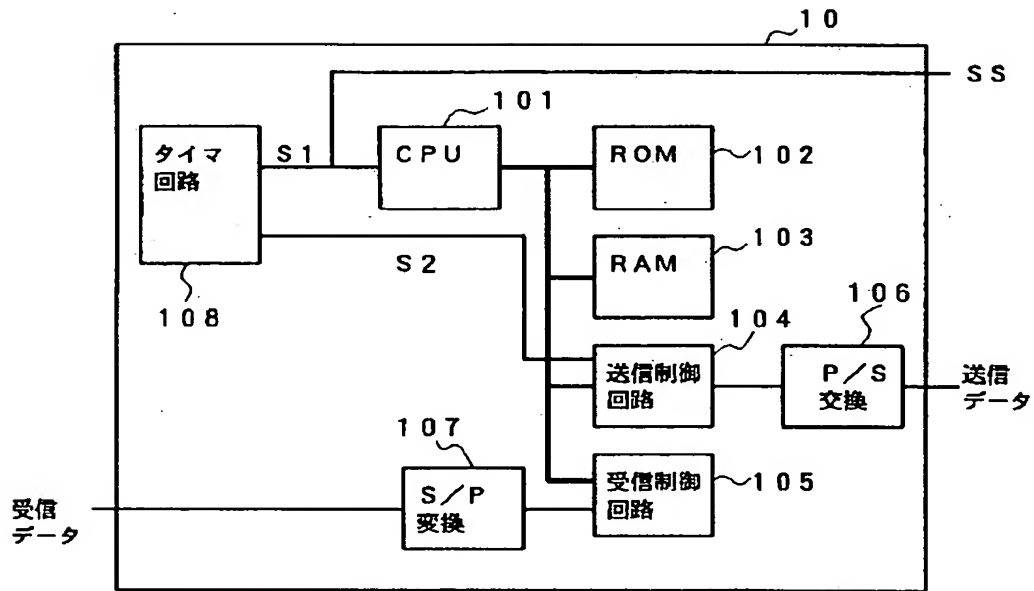 １０
ＳＳ
１０１
タイマ
回路
Ｓ１
ＣＰＵ
ＲＯＭ
１０２
Ｓ２
１０３
ＲＡＭ
１０８
１０４
１０６
送信制御
回路
Ｐ／Ｓ
交換
送信
データ
１０７
受信制御
回路
１０５
Ｓ／Ｐ
変換
受信
データ